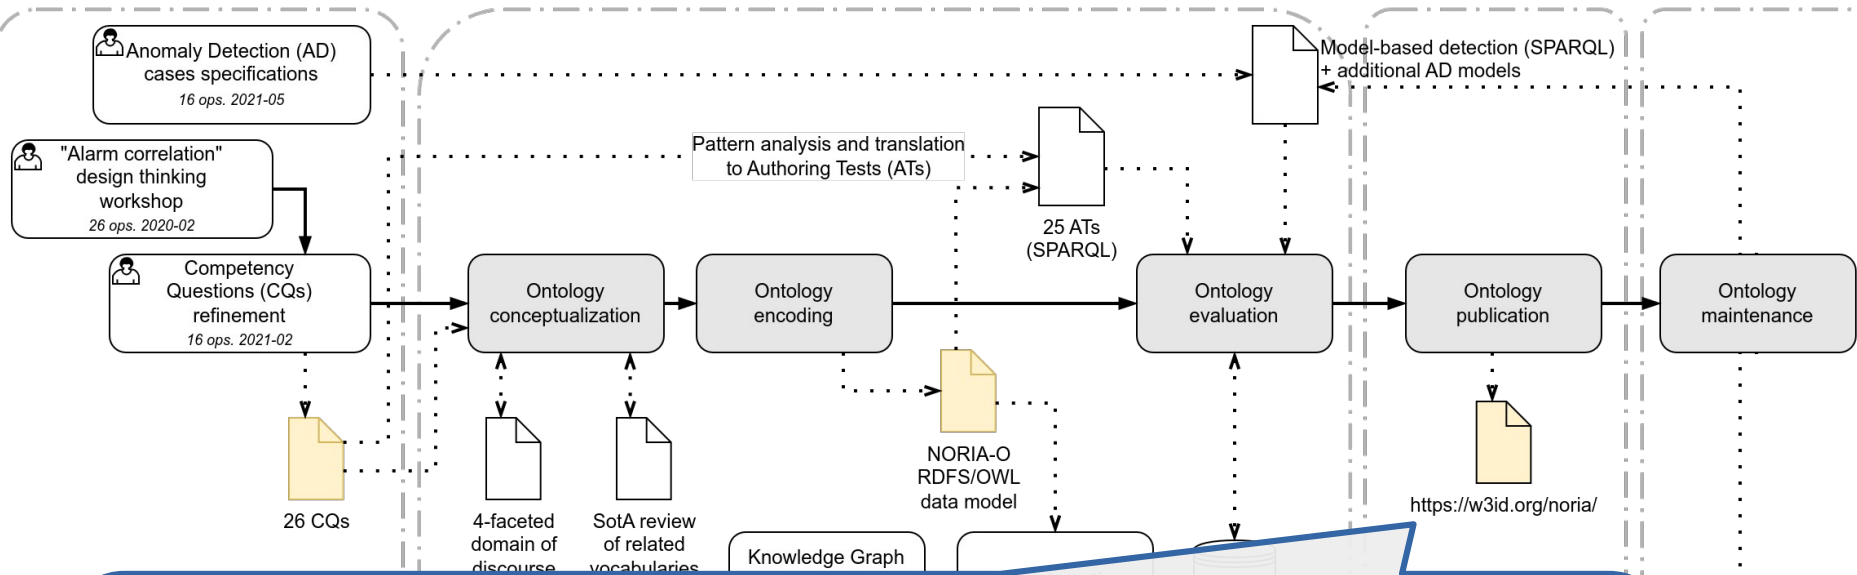 Anomaly Detection (AD)
cases specifications
16 ops. 2021-05
Model-based detection (SPARQL)
+ additional AD models
"Alarm correlation"
design thinking
workshop
26 ops. 2020-02
Pattern analysis and translation
to Authoring Tests (ATs)
25 ATs
(SPARQL)
Competency
Questions (CQs)
refinement
16 ops. 2021-02
Ontology
conceptualization
Ontology
encoding
Ontology
evaluation
Ontology
publication
Ontology
maintenance
26 CQs
4-faceted
domain of
discourse
SotA review
of related
vocabularies
NORIA-O
RDFS/OWL
data model
https://w3id.org/noria/
Knowledge Graph